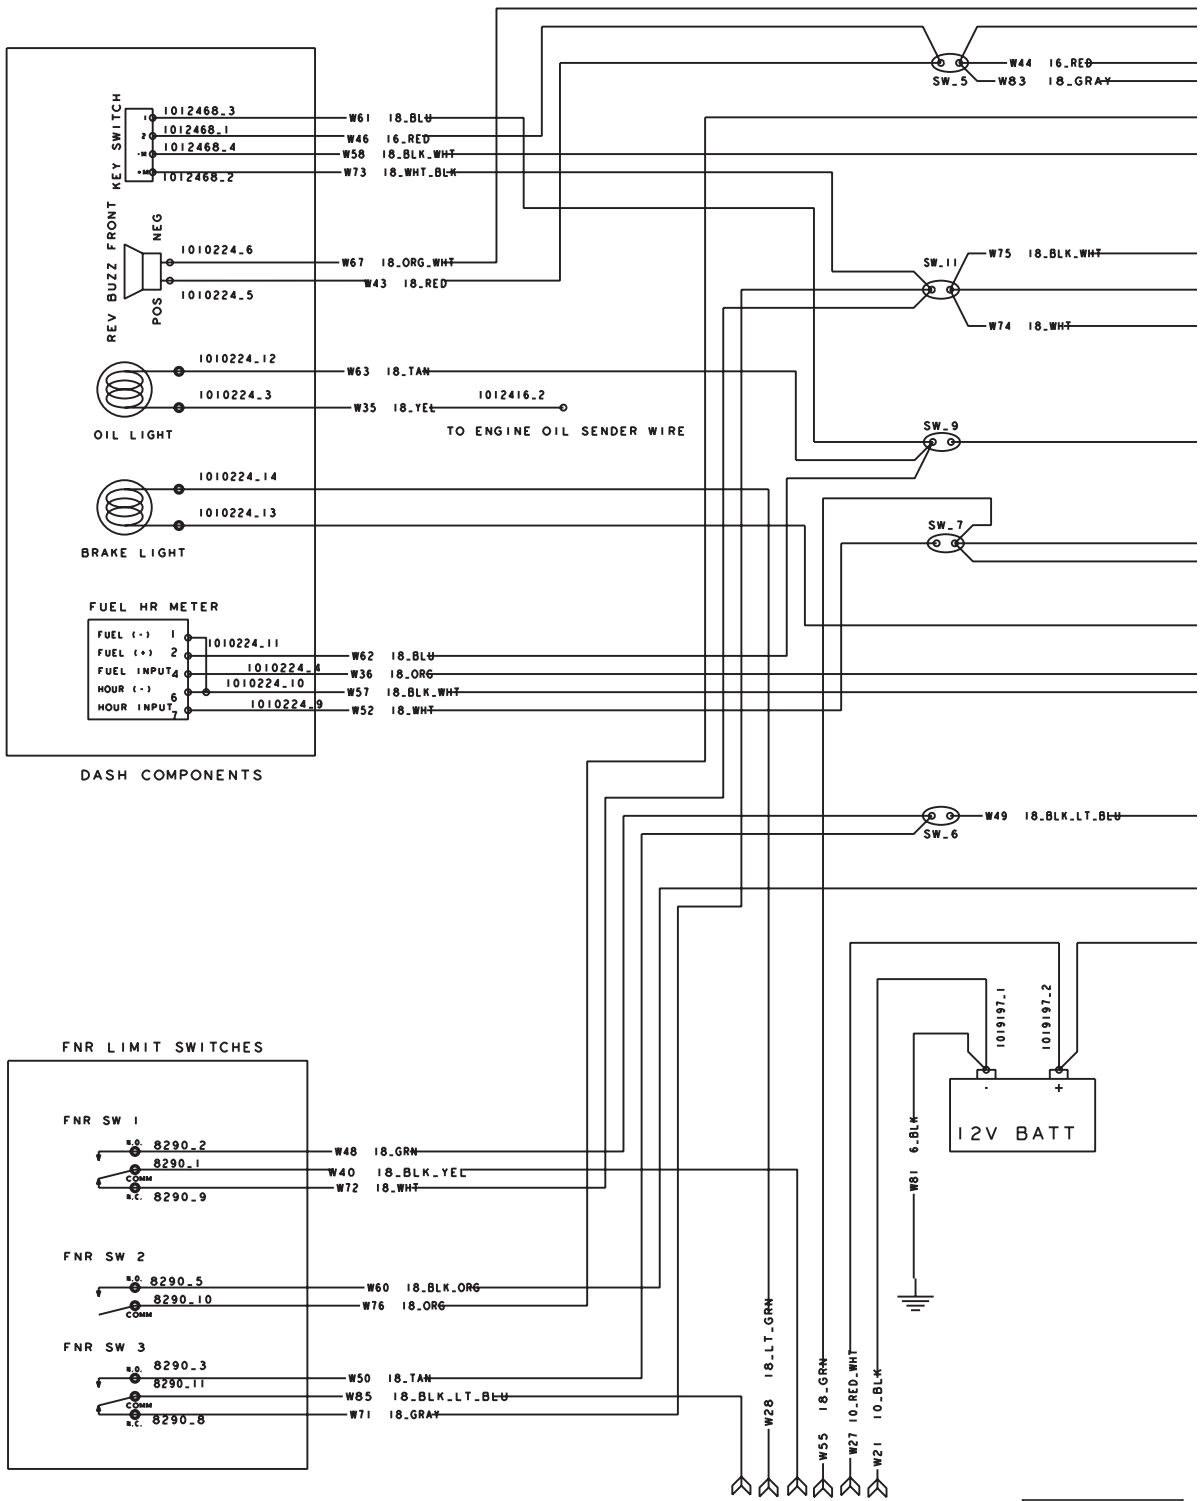 W44 16_RED
SW_5
W83 18_GRAY
KEY SWITCH
1 1012468_3
W61 18_BLU
2 1012468_1
W46 16_RED
-M 1012468_4
W58 18_BLK_WHT
+M 1012468_2
W73 18_WHT_BLK
REV BUZZ FRONT
NEG
POS
1010224_6
W67 18_ORG_WHT
1010224_5
W43 18_RED
SW_11
W75 18_BLK_WHT
W74 18_WHT
1010224_12
W63 18_TAN
1010224_3
W35 18_YEL
1012416_2
OIL LIGHT
TO ENGINE OIL SENDER WIRE
SW_9
1010224_14
1010224_13
BRAKE LIGHT
SW_7
FUEL HR METER
FUEL (-) 1
1010224_11
FUEL (+) 2
W62 18_BLU
FUEL INPUT 4
1010224_4
W36 18_ORG
HOUR (-) 6
1010224_10
W57 18_BLK_WHT
HOUR INPUT 7
1010224_9
W52 18_WHT
DASH COMPONENTS
W49 18_BLK_LT_BLU
SW_6
1019197_1
1019197_2
- +
12V BATT
W81 6_BLK
FNR LIMIT SWITCHES
FNR SW 1
N.O. 8290_2
W48 18_GRN
8290_1
COMM
W40 18_BLK_YEL
N.C. 8290_9
W72 18_WHT
FNR SW 2
N.O. 8290_5
W60 18_BLK_ORG
8290_10
COMM
W76 18_ORG
FNR SW 3
N.O. 8290_3
W50 18_TAN
8290_11
COMM
W85 18_BLK_LT_BLU
N.C. 8290_8
W71 18_GRAY
W28 18_LT_GRN
W55 18_GRN
W27 10_RED_WHT
W21 10_BLK